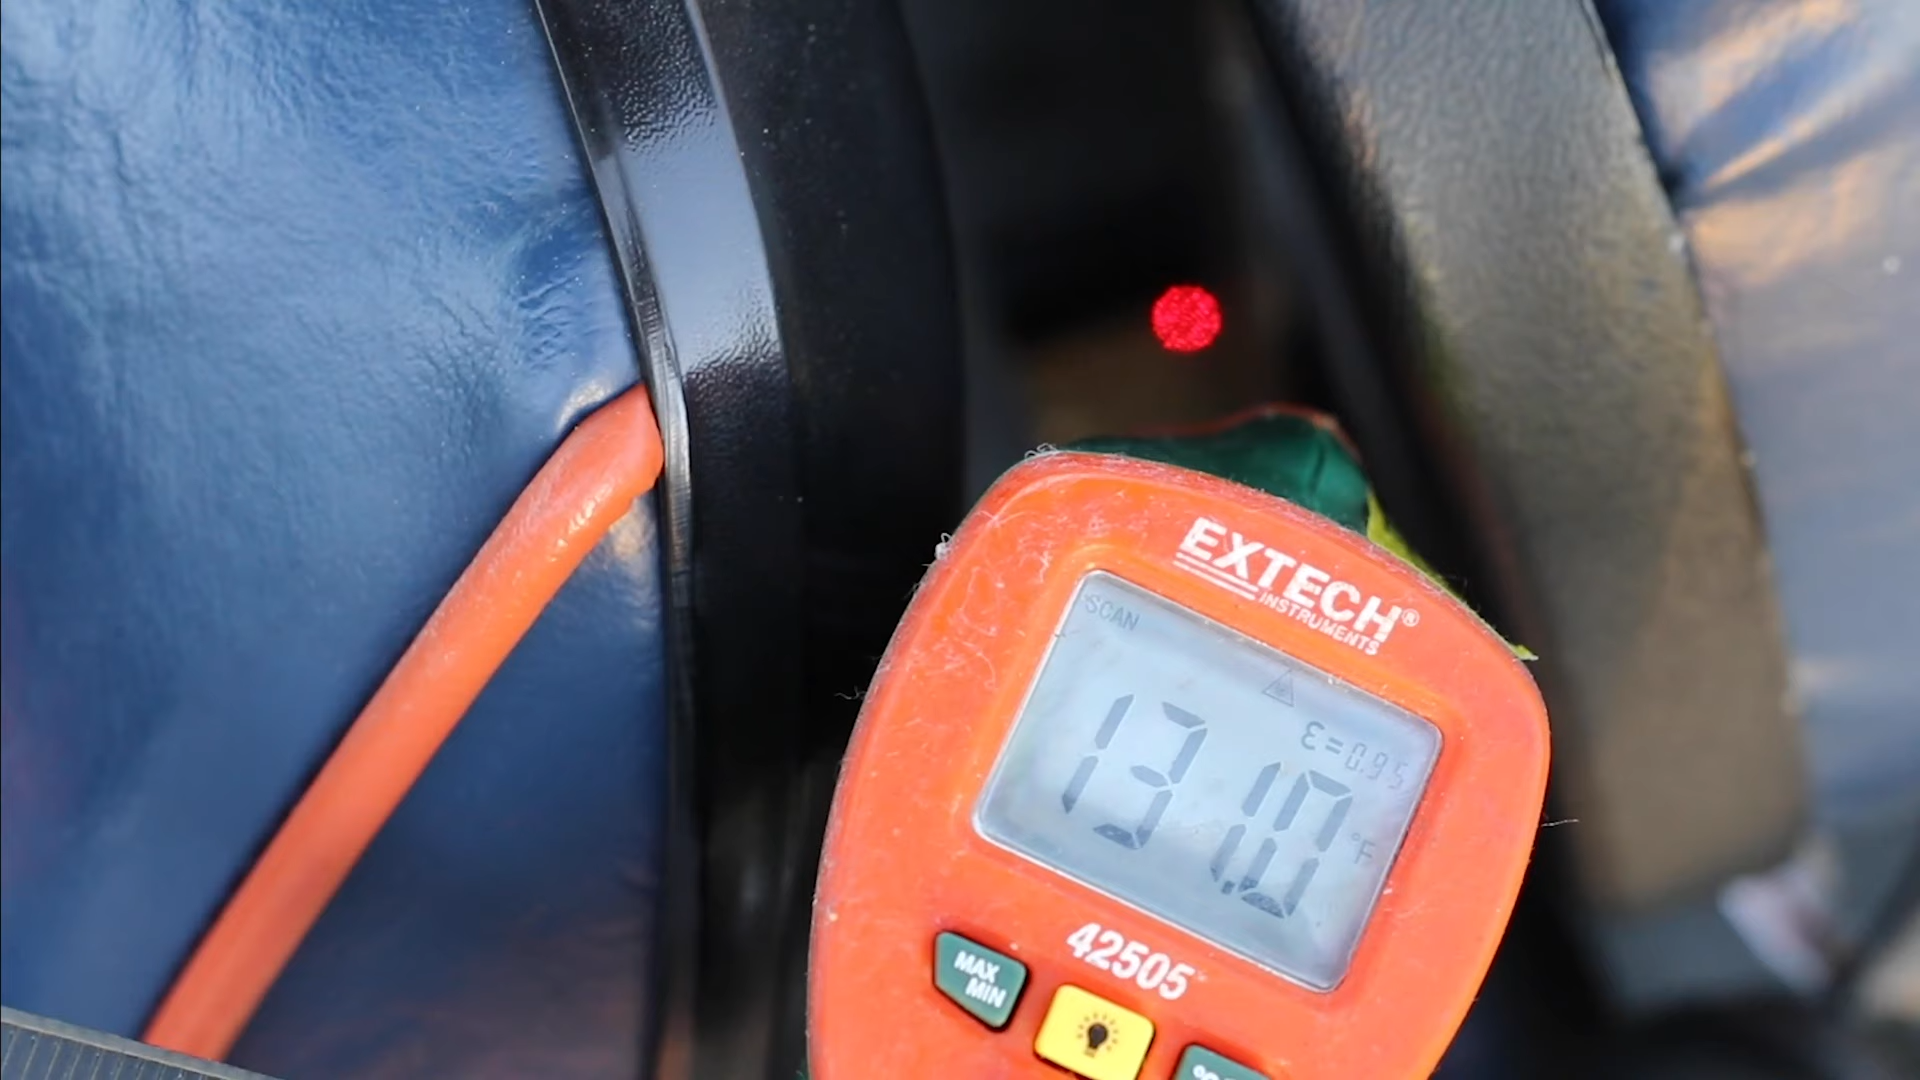 EXTECH®
INSTRUMENTS
SCAN
ε=0.95
131.0 °F
42505
MAX
MIN